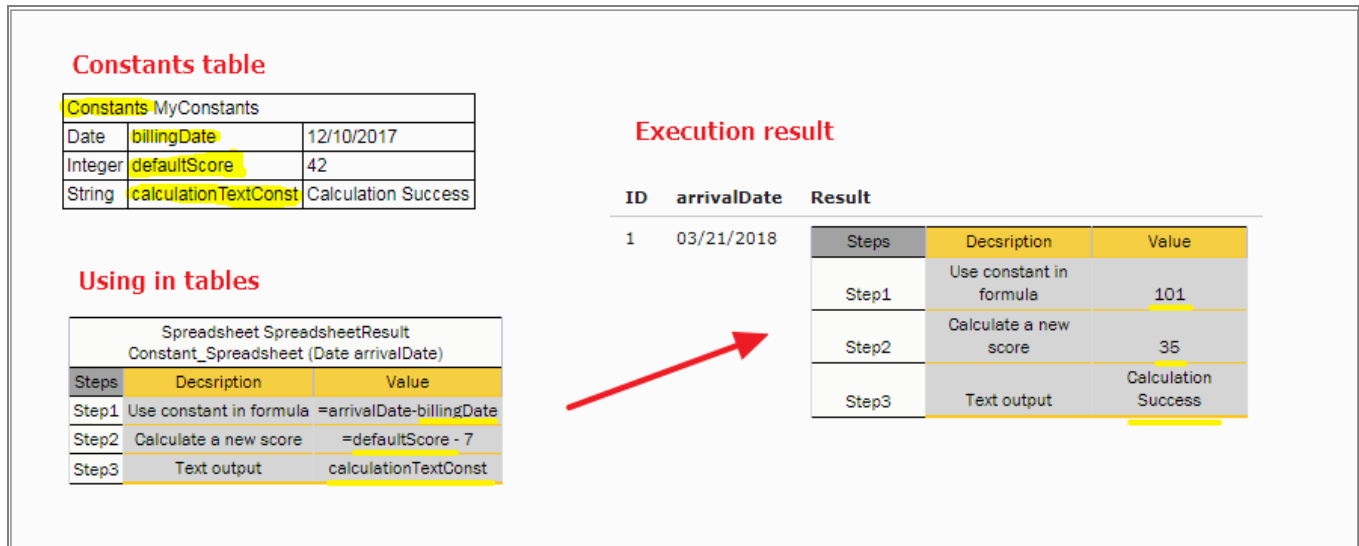 Constants table
Constants MyConstants
Date billingDate 12/10/2017
Integer defaultScore 42
String calculationTextConst Calculation Success
Using in tables
Spreadsheet SpreadsheetResult
Constant_Spreadsheet (Date arrivalDate)
Steps Decsription Value
Step1 Use constant in formula =arrivalDate-billingDate
Step2 Calculate a new score =defaultScore - 7
Step3 Text output calculationTextConst
Execution result
ID arrivalDate Result
1 03/21/2018
Steps Decsription Value
Use constant in
Step1 formula 101
Calculate a new
Step2 score 35
Calculation
Step3 Text output Success